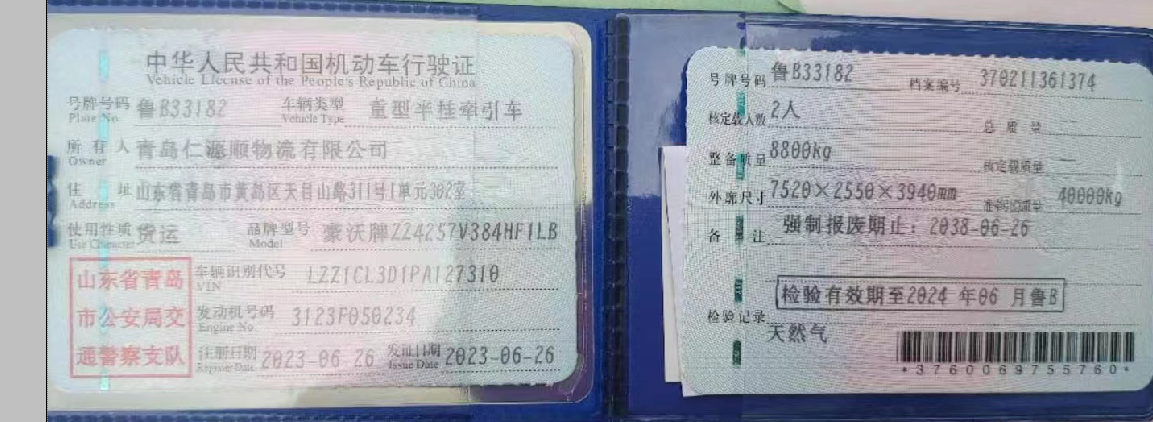 中华人民共和国机动车行驶证
Vehicle License of the People's Republic of China
号牌号码 鲁B33182 车辆类型 重型半挂牵引车
Plate No. Vehicle Type
所有人 青岛仁源顺物流有限公司
Owner
住址 山东省青岛市黄岛区天目山路311号1单元302室
Address
使用性质 货运 品牌型号 豪沃牌ZZ4257V384HF1LB
Use Character Model
山东省青岛
市公安局交
通警察支队
车辆识别代号 LZZ1CL3D1PA127310
VIN
发动机号码 3123F050234
Engine No.
注册日期 2023-06-26 发证日期 2023-06-26
Register Date Issue Date
号牌号码 鲁B33182 档案编号 370211361374
核定载人数 2人 总质量 —
整备质量 8800kg 核定载质量 —
外廓尺寸 7520×2550×3940mm 准牵引总质量 40000kg
备注 强制报废期止：2038-06-26
检验有效期至2024年06月鲁B
检验记录
天然气
*3760069755760*